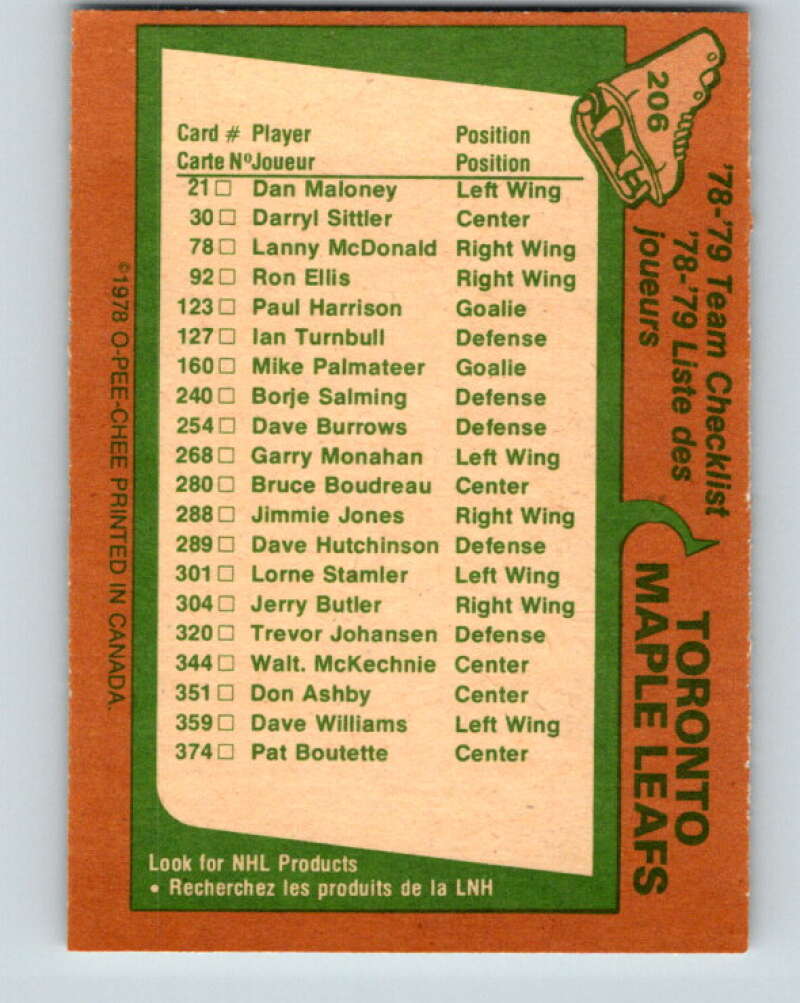 206
'78-'79 Team Checklist
'78-'79 Liste des
joueurs
TORONTO
MAPLE LEAFS
Card # Player Position
Carte Nº Joueur Position
21 □ Dan Maloney Left Wing
30 □ Darryl Sittler Center
78 □ Lanny McDonald Right Wing
92 □ Ron Ellis Right Wing
123 □ Paul Harrison Goalie
127 □ Ian Turnbull Defense
160 □ Mike Palmateer Goalie
240 □ Borje Salming Defense
254 □ Dave Burrows Defense
268 □ Garry Monahan Left Wing
280 □ Bruce Boudreau Center
288 □ Jimmie Jones Right Wing
289 □ Dave Hutchinson Defense
301 □ Lorne Stamler Left Wing
304 □ Jerry Butler Right Wing
320 □ Trevor Johansen Defense
344 □ Walt. McKechnie Center
351 □ Don Ashby Center
359 □ Dave Williams Left Wing
374 □ Pat Boutette Center
Look for NHL Products
• Recherchez les produits de la LNH
©1978 O-PEE-CHEE PRINTED IN CANADA.